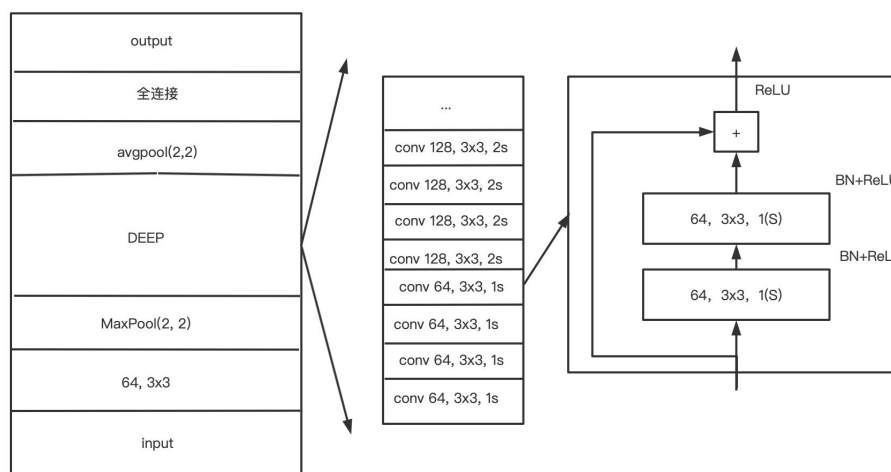 output
全连接
avgpool(2,2)
DEEP
MaxPool(2, 2)
64, 3x3
input
...
conv 128, 3x3, 2s
conv 128, 3x3, 2s
conv 128, 3x3, 2s
conv 128, 3x3, 2s
conv 64, 3x3, 1s
conv 64, 3x3, 1s
conv 64, 3x3, 1s
conv 64, 3x3, 1s
ReLU
+
BN+ReLU
64, 3x3, 1(S)
BN+ReL
64, 3x3, 1(S)